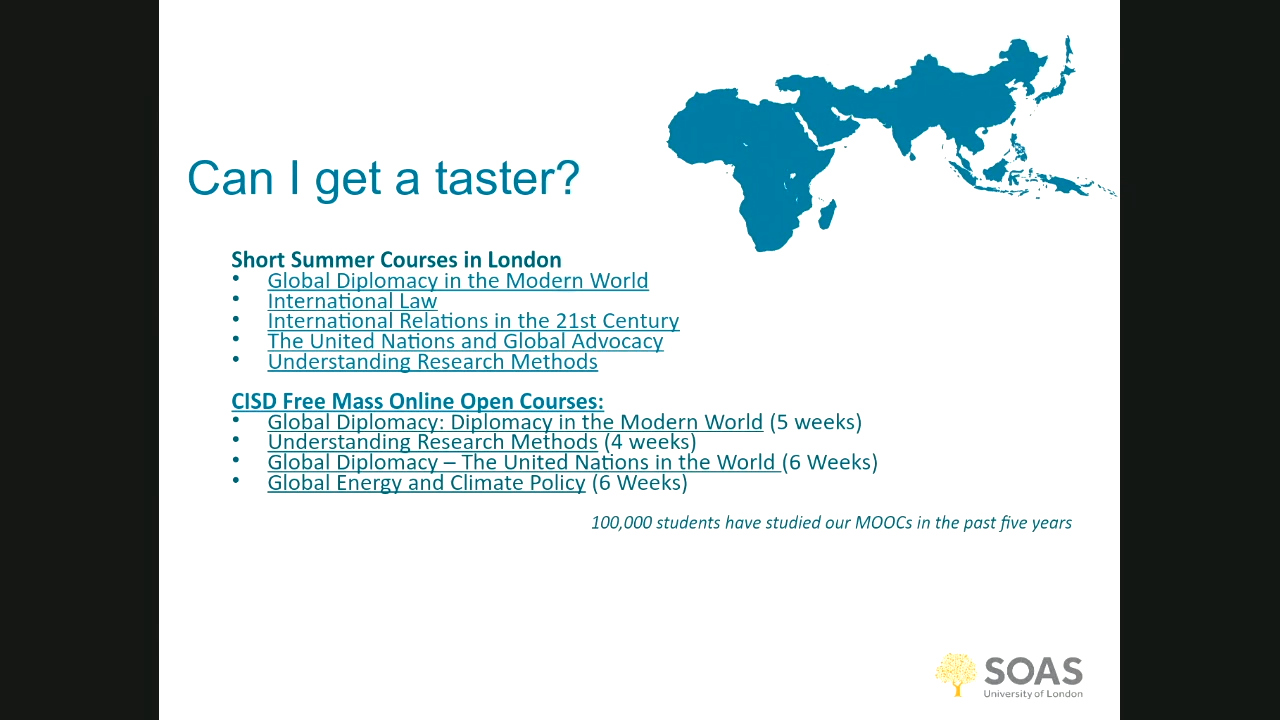 Can I get a taster?
Short Summer Courses in London
• Global Diplomacy in the Modern World
• International Law
• International Relations in the 21st Century
• The United Nations and Global Advocacy
• Understanding Research Methods
CISD Free Mass Online Open Courses:
• Global Diplomacy: Diplomacy in the Modern World (5 weeks)
• Understanding Research Methods (4 weeks)
• Global Diplomacy – The United Nations in the World (6 Weeks)
• Global Energy and Climate Policy (6 Weeks)
100,000 students have studied our MOOCs in the past five years
SOAS
University of London